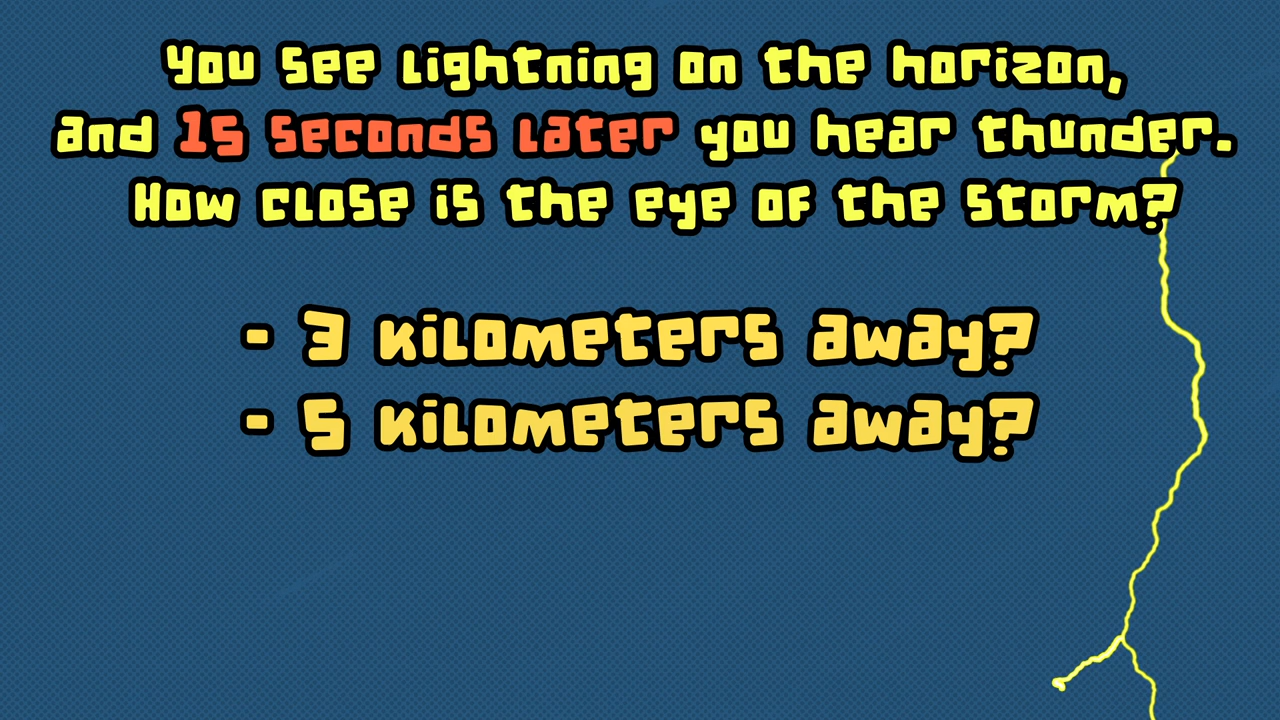 You see lightning on the horizon,
and 15 seconds later you hear thunder.
How close is the eye of the storm?
- 3 kilometers away?
- 5 kilometers away?